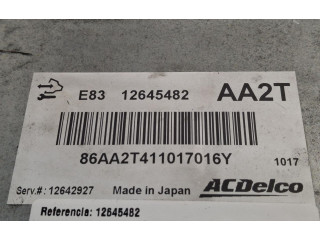 E83 12645482 AA2T
86AA2T411017016Y 1017
Serv.#: 12642927 Made in Japan ACDelco
Referencia: 12645482